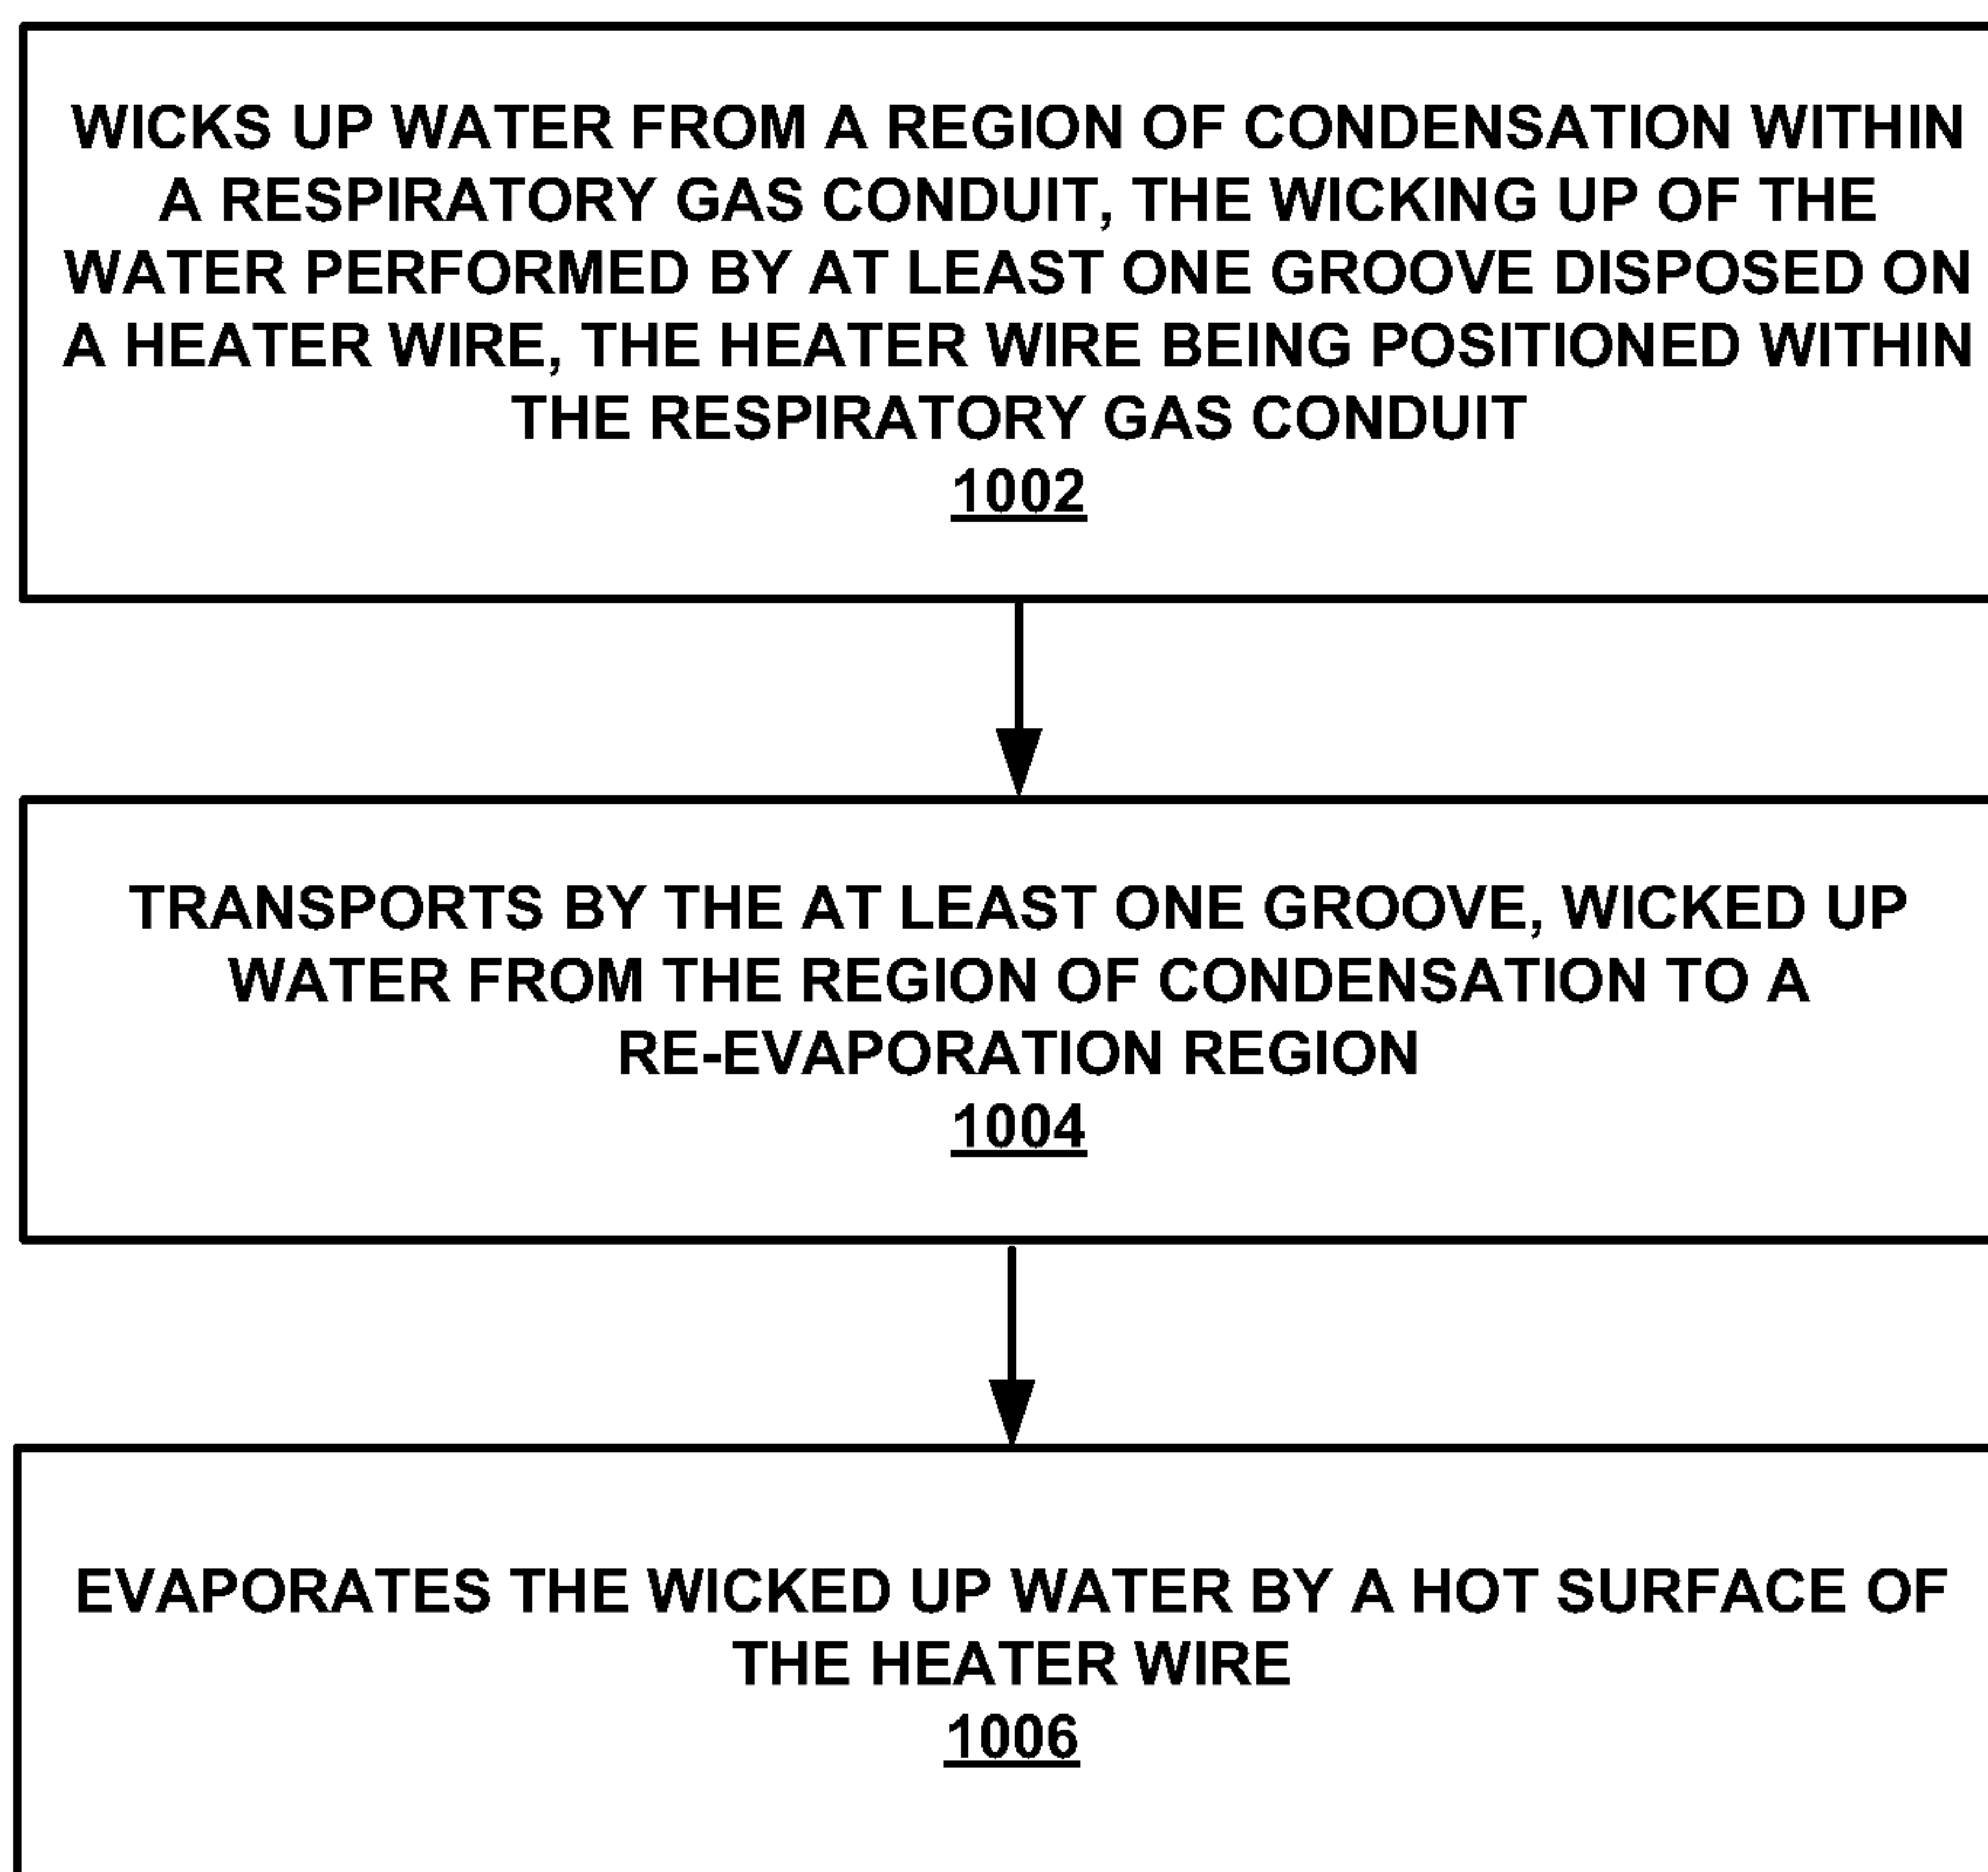 WICKS UP WATER FROM A REGION OF CONDENSATION WITHIN
A RESPIRATORY GAS CONDUIT, THE WICKING UP OF THE
WATER PERFORMED BY AT LEAST ONE GROOVE DISPOSED ON
A HEATER WIRE, THE HEATER WIRE BEING POSITIONED WITHIN
THE RESPIRATORY GAS CONDUIT
1002
TRANSPORTS BY THE AT LEAST ONE GROOVE, WICKED UP
WATER FROM THE REGION OF CONDENSATION TO A
RE-EVAPORATION REGION
1004
EVAPORATES THE WICKED UP WATER BY A HOT SURFACE OF
THE HEATER WIRE
1006